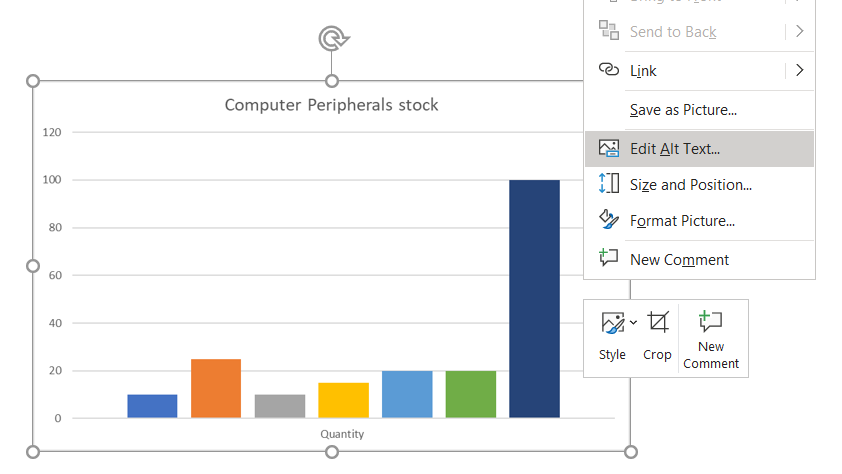 Send to Back
Link
Computer Peripherals stock
Save as Picture...
120
Edit Alt Text...
100
Size and Position...
80
Format Picture...
60
New Comment
40
Style
Crop
New
Comment
20
0
Quantity